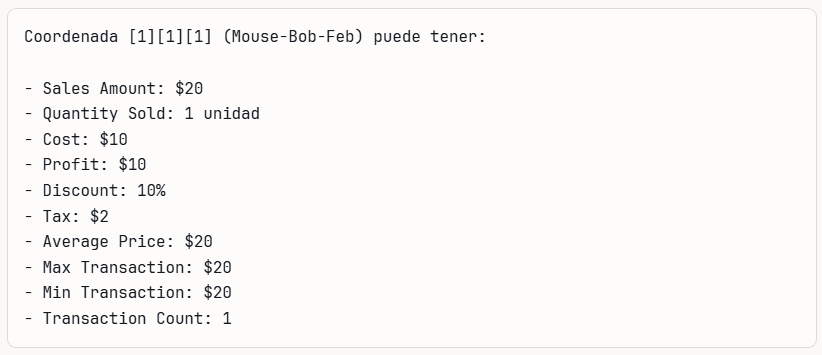 Coordenada [1][1][1] (Mouse-Bob-Feb) puede tener:
- Sales Amount: $20
- Quantity Sold: 1 unidad
- Cost: $10
- Profit: $10
- Discount: 10%
- Tax: $2
- Average Price: $20
- Max Transaction: $20
- Min Transaction: $20
- Transaction Count: 1